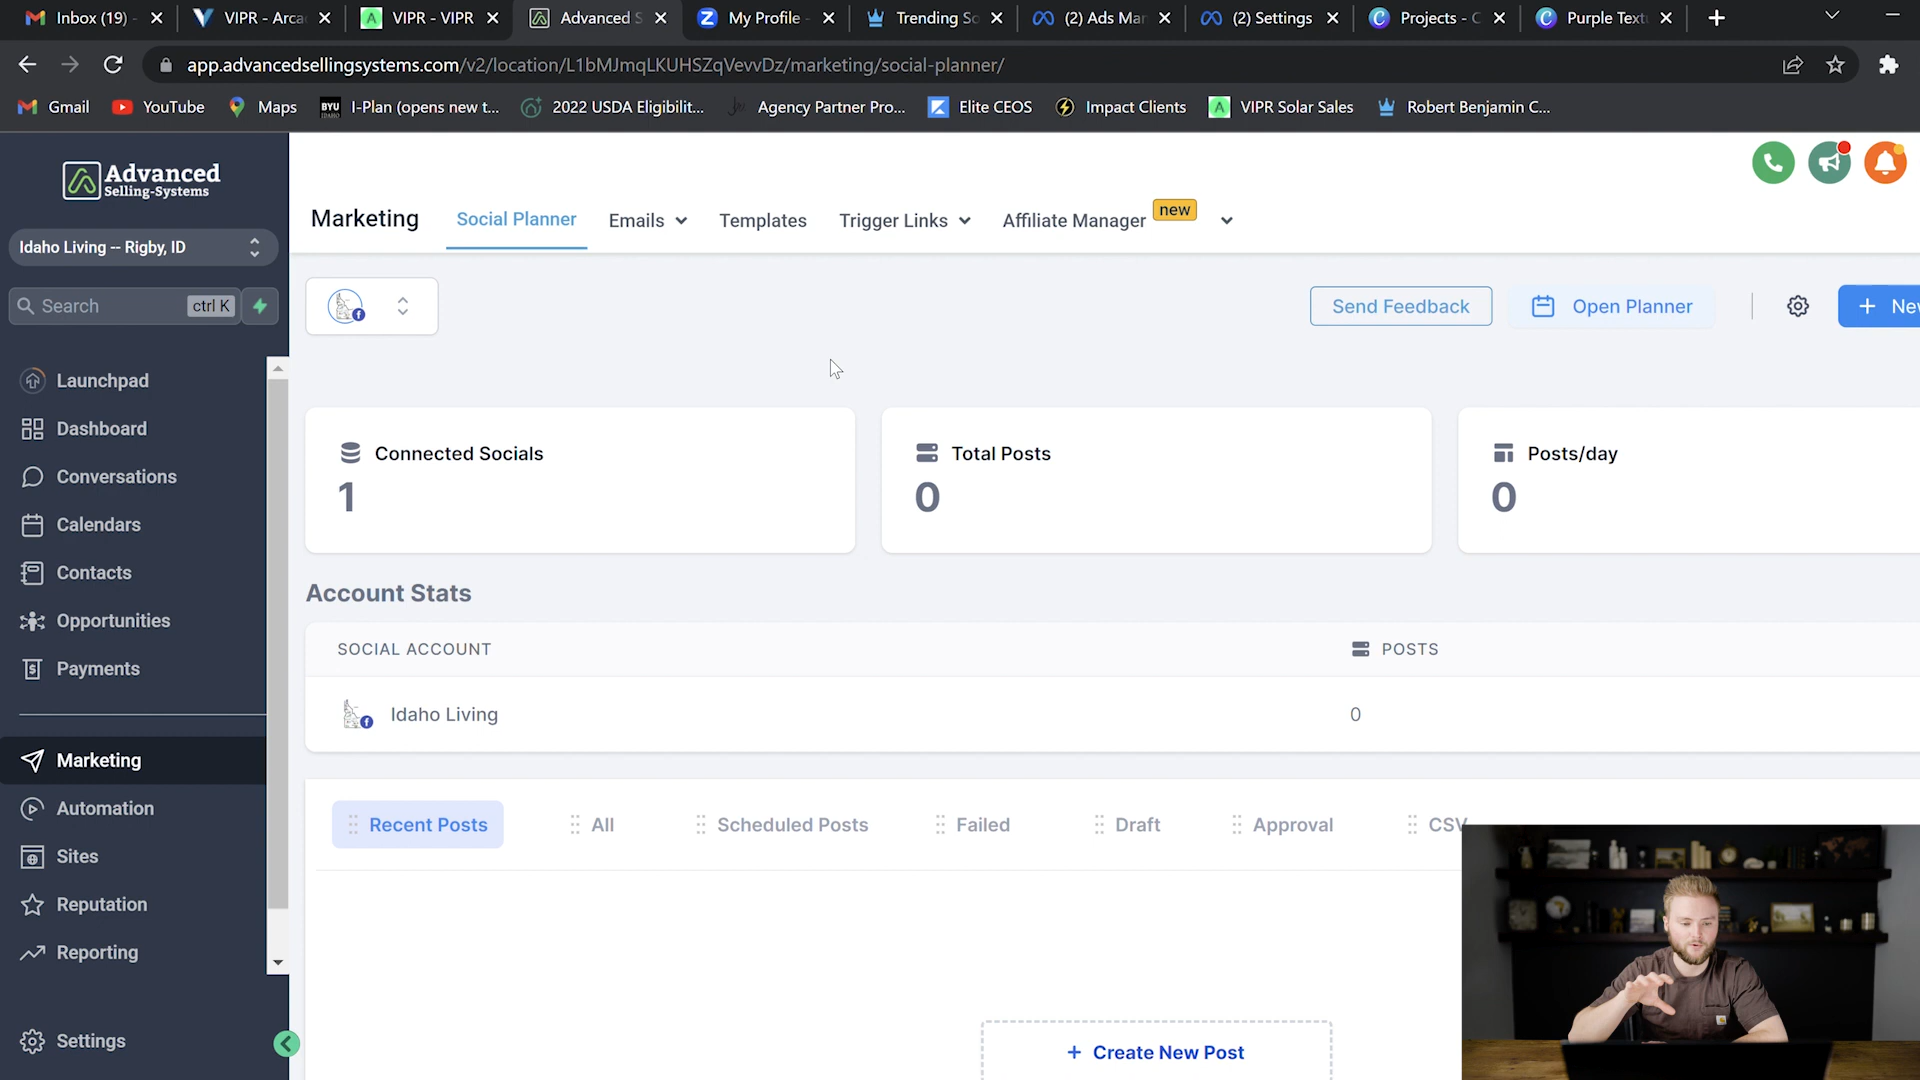 Inbox (19)
VIPR - Arca
VIPR - VIPR
Advanced S
My Profile -
Trending So
(2) Ads Mar
(2) Settings
Projects - C
Purple Textu
app.advancedsellingsystems.com/v2/location/L1bMJmqLKUHSZqVevvDz/marketing/social-planner/
Gmail
YouTube
Maps
BYU
IDAHO
I-Plan (opens new t...
2022 USDA Eligibilit...
Agency Partner Pro...
Elite CEOS
Impact Clients
VIPR Solar Sales
Robert Benjamin C...
Advanced
Selling-Systems
Idaho Living -- Rigby, ID
Search
ctrl K
Launchpad
Dashboard
Conversations
Calendars
Contacts
Opportunities
Payments
Marketing
Automation
Sites
Reputation
Reporting
Settings
Marketing
Social Planner
Emails
Templates
Trigger Links
Affiliate Manager
new
Send Feedback
Open Planner
+ Nev
Connected Socials
1
Total Posts
0
Posts/day
0
Account Stats
SOCIAL ACCOUNT
POSTS
Idaho Living
0
Recent Posts
All
Scheduled Posts
Failed
Draft
Approval
CSV
+ Create New Post